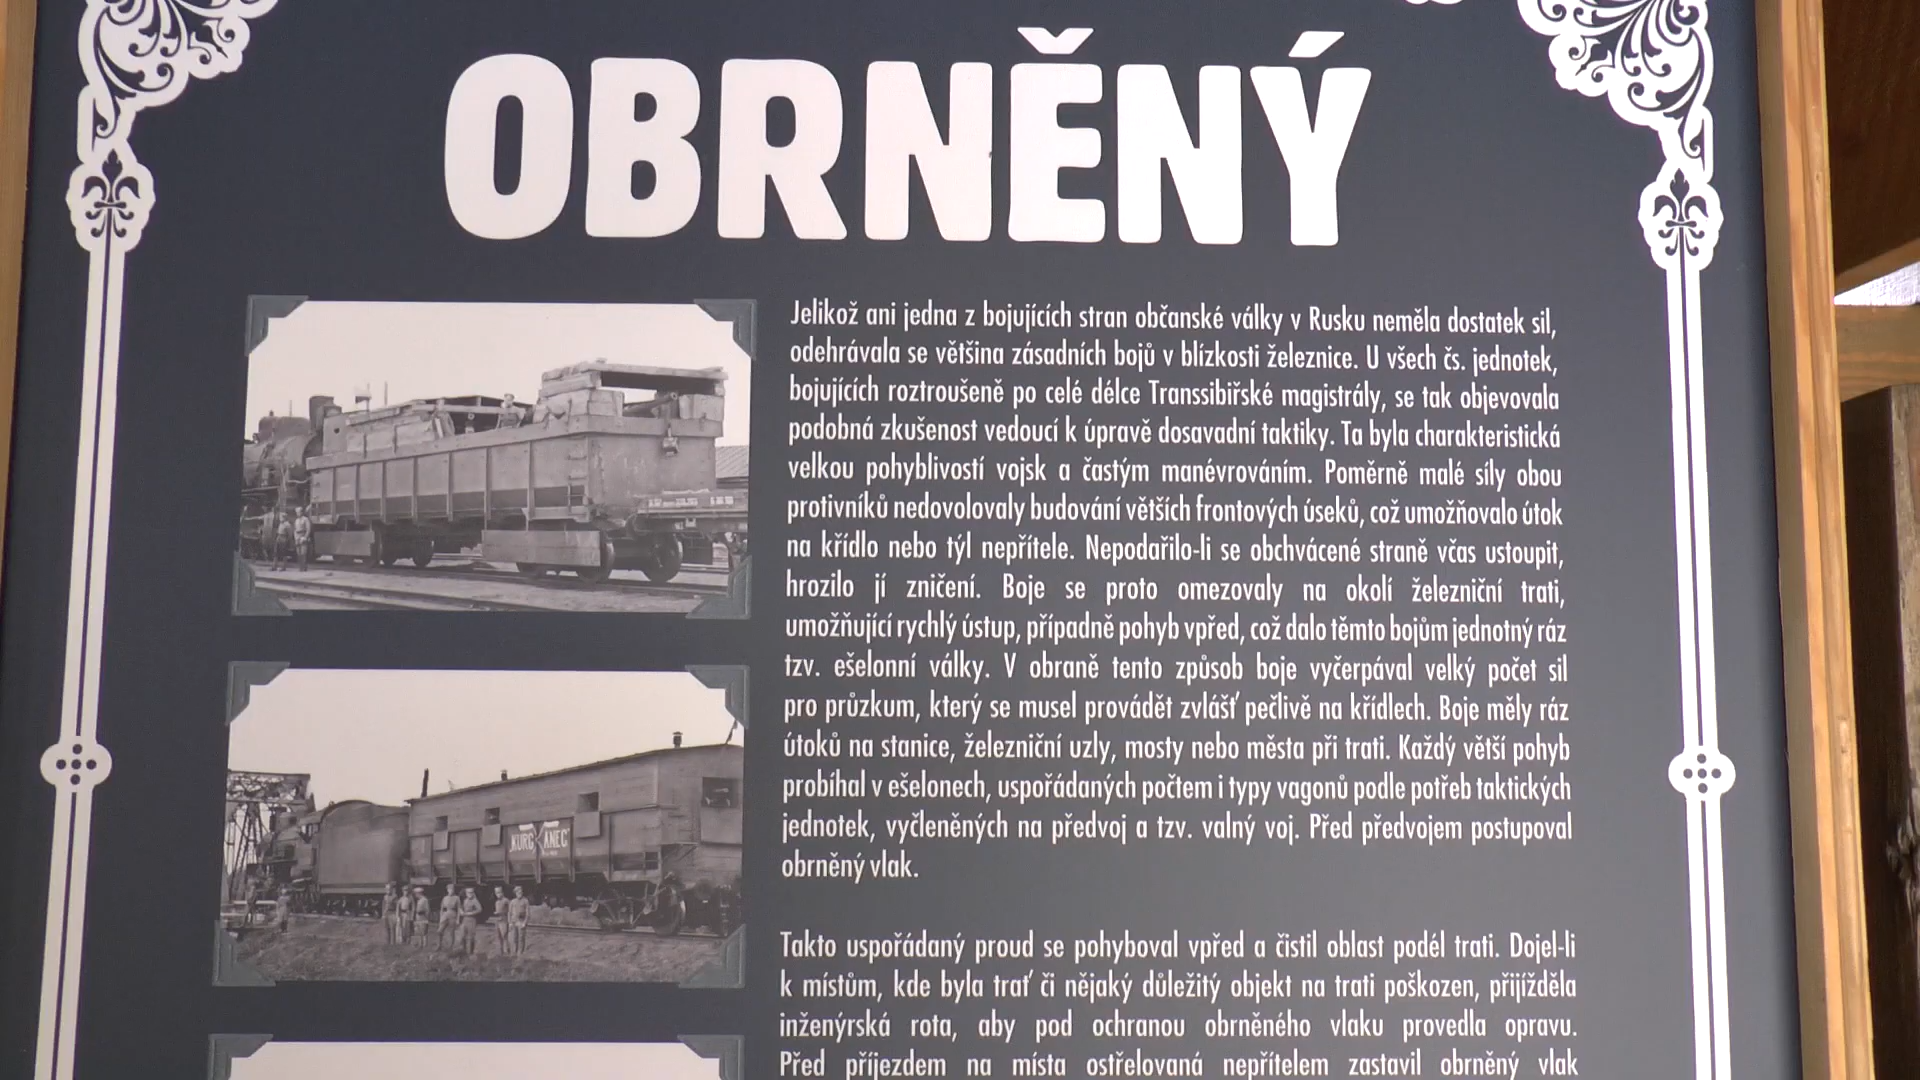 OBRNĚNÝ
Jelikož ani jedna z bojujících stran občanské války v Rusku neměla dostatek sil,
odehrávala se většina zásadních bojů v blízkosti železnice. U všech čs. jednotek,
bojujících roztroušeně po celé délce Transsibiřské magistrály, se tak objevovala
podobná zkušenost vedoucí k úpravě dosavadní taktiky. Ta byla charakteristická
velkou pohyblivostí vojsk a častým manévrováním. Poměrně malé síly obou
protivníků nedovolovaly budování větších frontových úseků, což umožňovalo útok
na křídlo nebo týl nepřítele. Nepodařilo-li se obchvácené straně včas ustoupit,
hrozilo jí zničení. Boje se proto omezovaly na okolí železniční trati,
umožňující rychlý ústup, případně pohyb vpřed, což dalo těmto bojům jednotný ráz
tzv. ešelonní války. V obraně tento způsob boje vyčerpával velký počet sil
pro průzkum, který se musel provádět zvlášť pečlivě na křídlech. Boje měly ráz
útoků na stanice, železniční uzly, mosty nebo města při trati. Každý větší pohyb
probíhal v ešelonech, uspořádaných počtem i typy vagonů podle potřeb taktických
jednotek, vyčleněných na předvoj a tzv. valný voj. Před předvojem postupoval
obrněný vlak.
KURG ANEC
Takto uspořádaný proud se pohyboval vpřed a čistil oblast podél trati. Dojel-li
k místům, kde byla trať či nějaký důležitý objekt na trati poškozen, přijížděla
inženýrská rota, aby pod ochranou obrněného vlaku provedla opravu.
Před příjezdem na místa ostřelovaná nepřítelem zastavil obrněný vlak